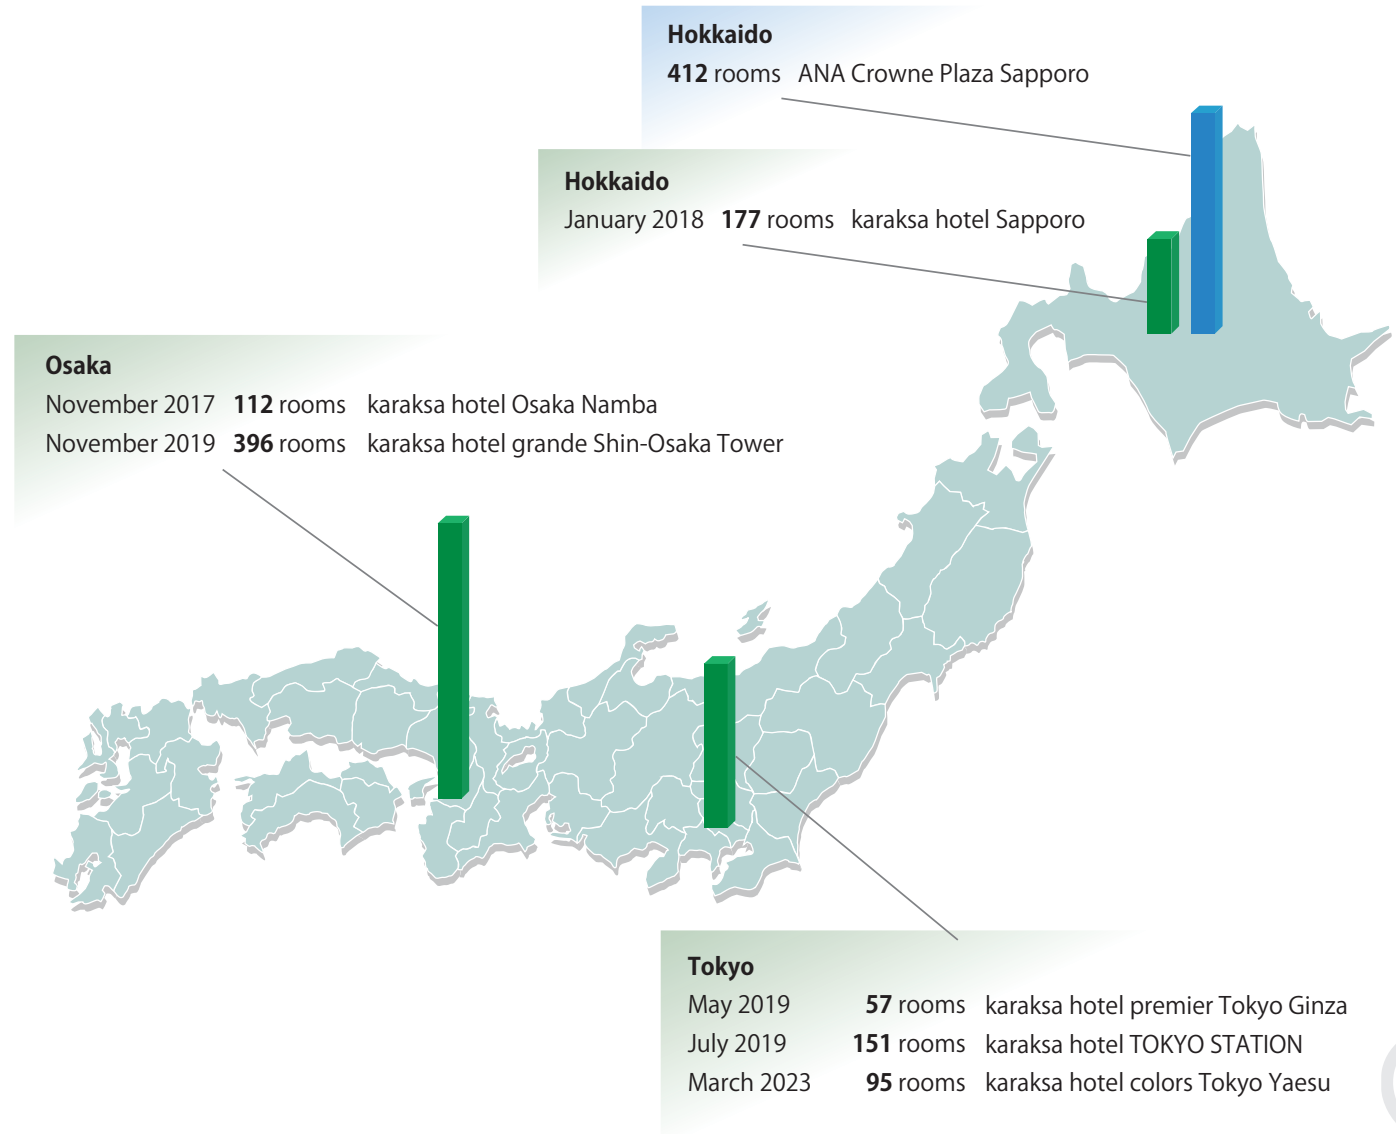 Hokkaido
412 rooms ANA Crowne Plaza Sapporo
Hokkaido
January 2018 177 rooms karaksa hotel Sapporo
Osaka
November 2017 112 rooms karaksa hotel Osaka Namba
November 2019 396 rooms karaksa hotel grande Shin-Osaka Tower
Tokyo
May 2019 57 rooms karaksa hotel premier Tokyo Ginza
July 2019 151 rooms karaksa hotel TOKYO STATION
March 2023 95 rooms karaksa hotel colors Tokyo Yaesu